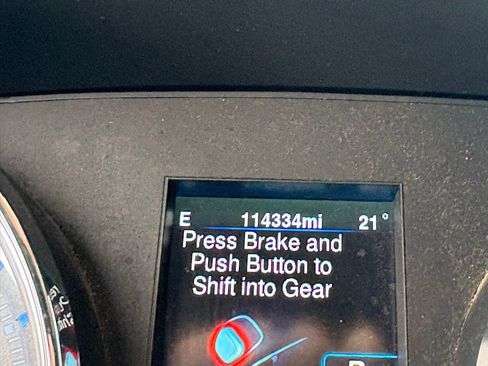 E 114334mi 21°
Press Brake and
Push Button to
Shift into Gear